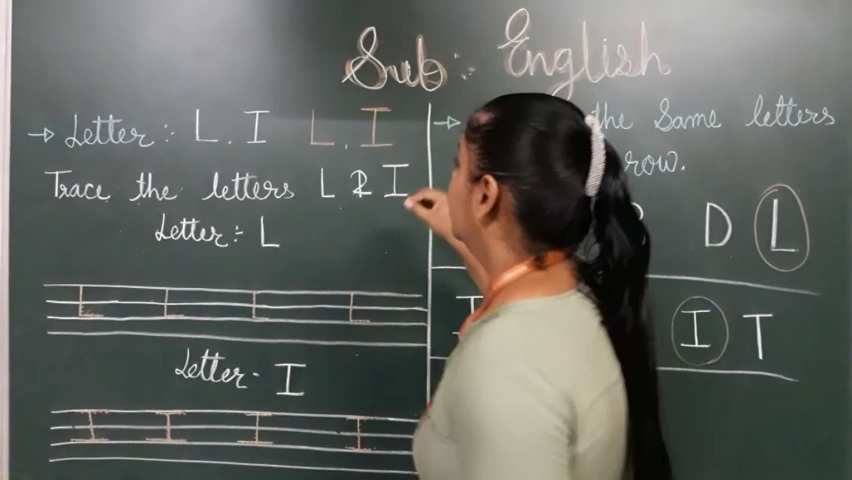 Sub :- English
→ Letter :- L, I L, I
Trace the letters L & I
Letter :- L
L L L L
Letter - I
I I I I
→ the same letters
row.
D L
I I T